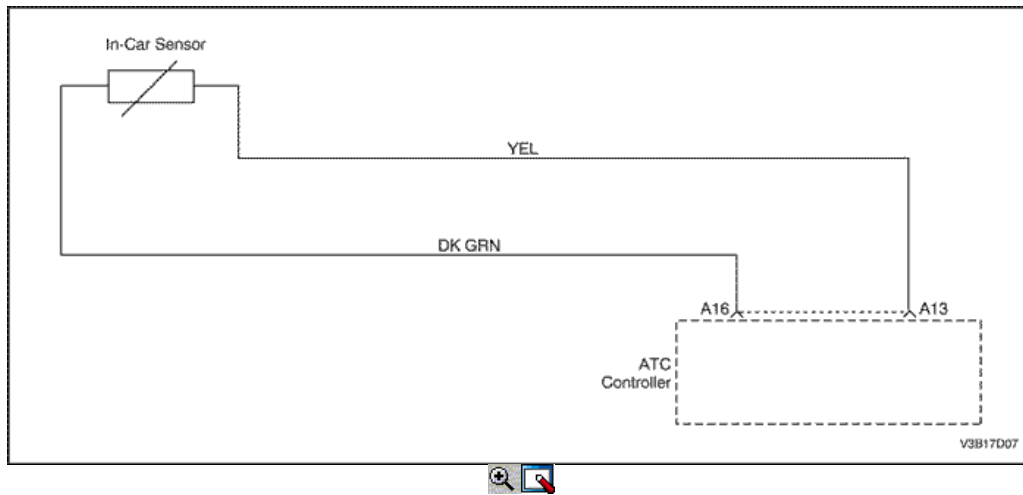 In-Car Sensor
YEL
DK GRN
A16
A13
ATC
Controller
V3B17D07